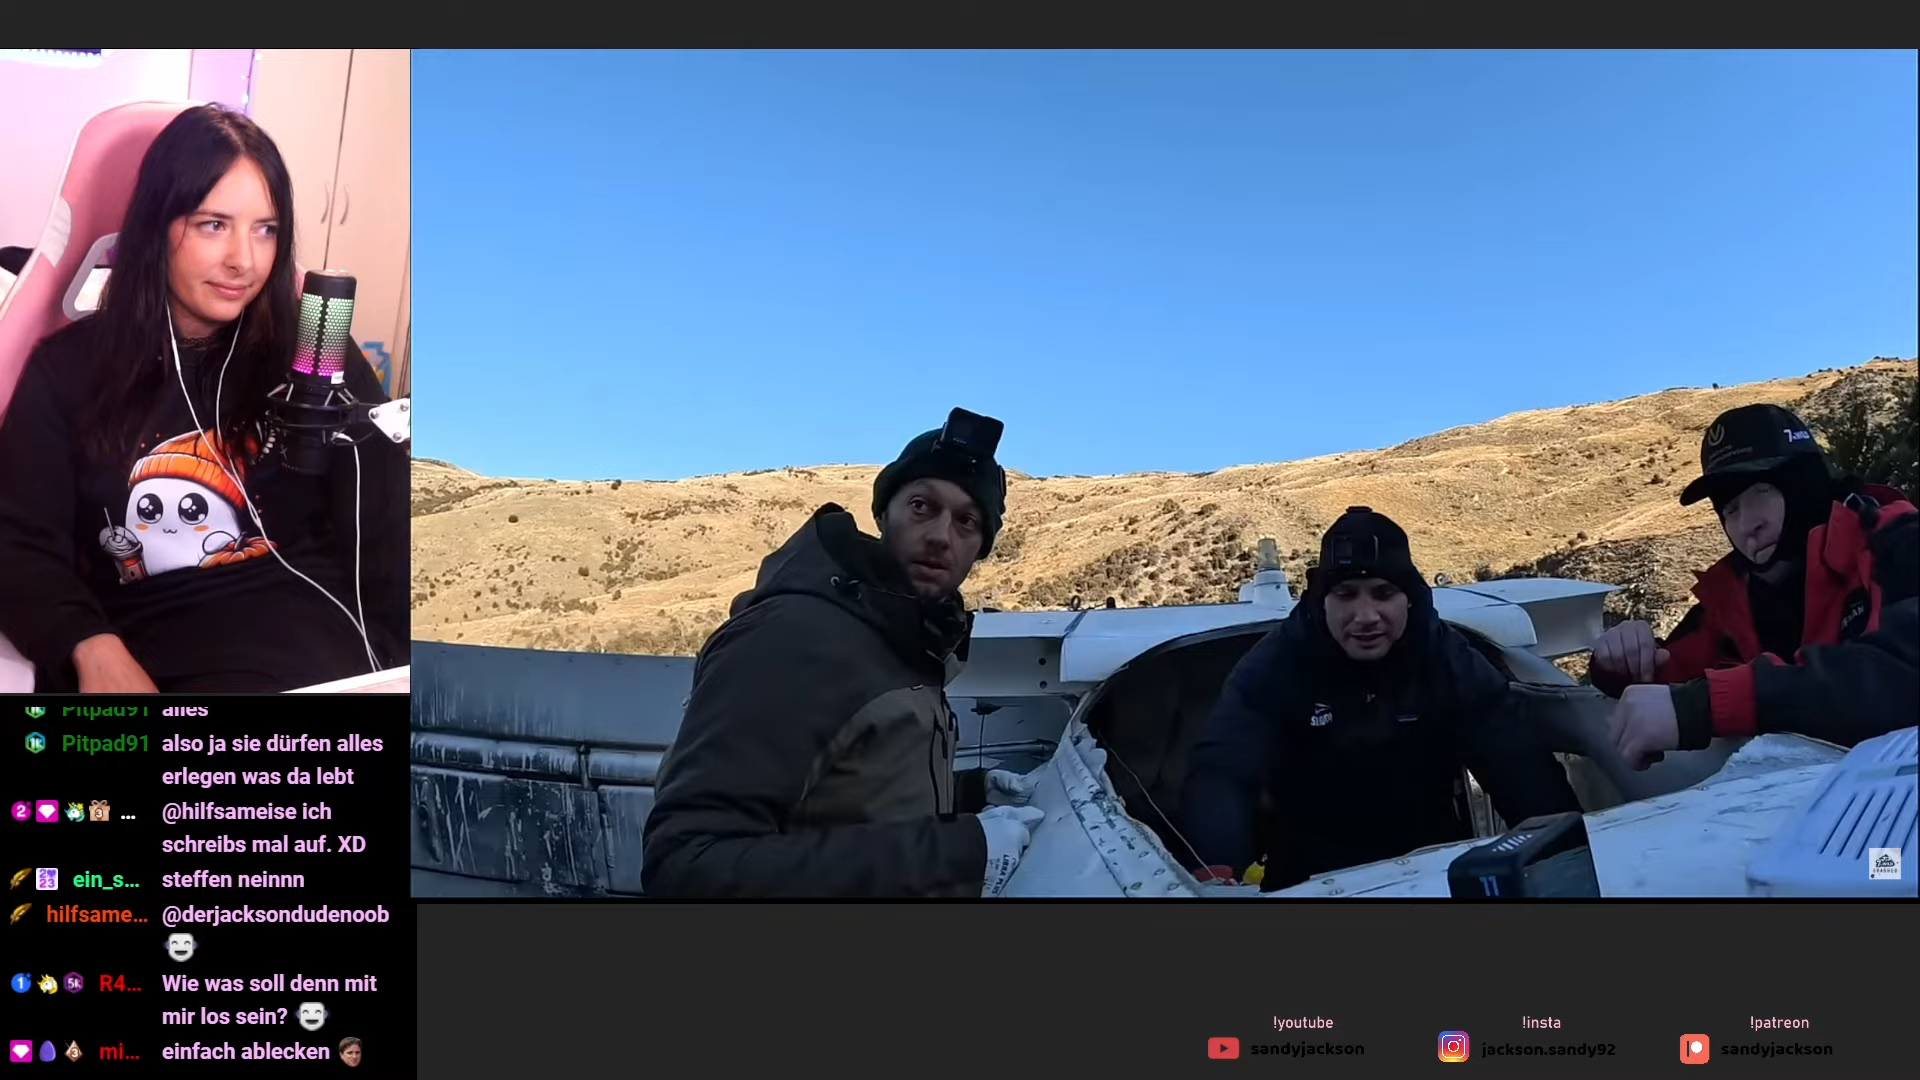 Pitpad91 alles
Pitpad91 also ja sie dürfen alles
erlegen was da lebt
... @hilfsameise ich
schreibs mal auf. XD
ein_s... steffen neinnn
hilfsame... @derjacksondudenoob
R4... Wie was soll denn mit
mir los sein?
mi... einfach ablecken
11
!youtube
sandyjackson
!insta
jackson.sandy92
!patreon
sandyjackson